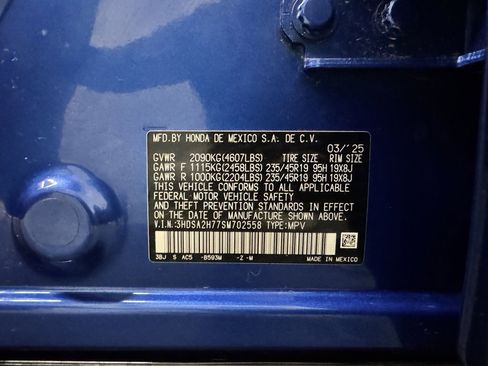 MFD.BY HONDA DE MEXICO S.A. DE C.V.
03/'25
GVWR 2090KG(4607LBS) TIRE SIZE RIM SIZE
GAWR F 1115KG(2458LBS) 235/45R19 95H 19X8J
GAWR R 1000KG(2204LBS) 235/45R19 95H 19X8J
THIS VEHICLE CONFORMS TO ALL APPLICABLE
FEDERAL MOTOR VEHICLE SAFETY
AND THEFT PREVENTION STANDARDS IN EFFECT
ON THE DATE OF MANUFACTURE SHOWN ABOVE.
V.I.N.:3HDSA2H77SM702558 TYPE:MPV
3BJ S AC5 -B593M -Z -M MADE IN MEXICO